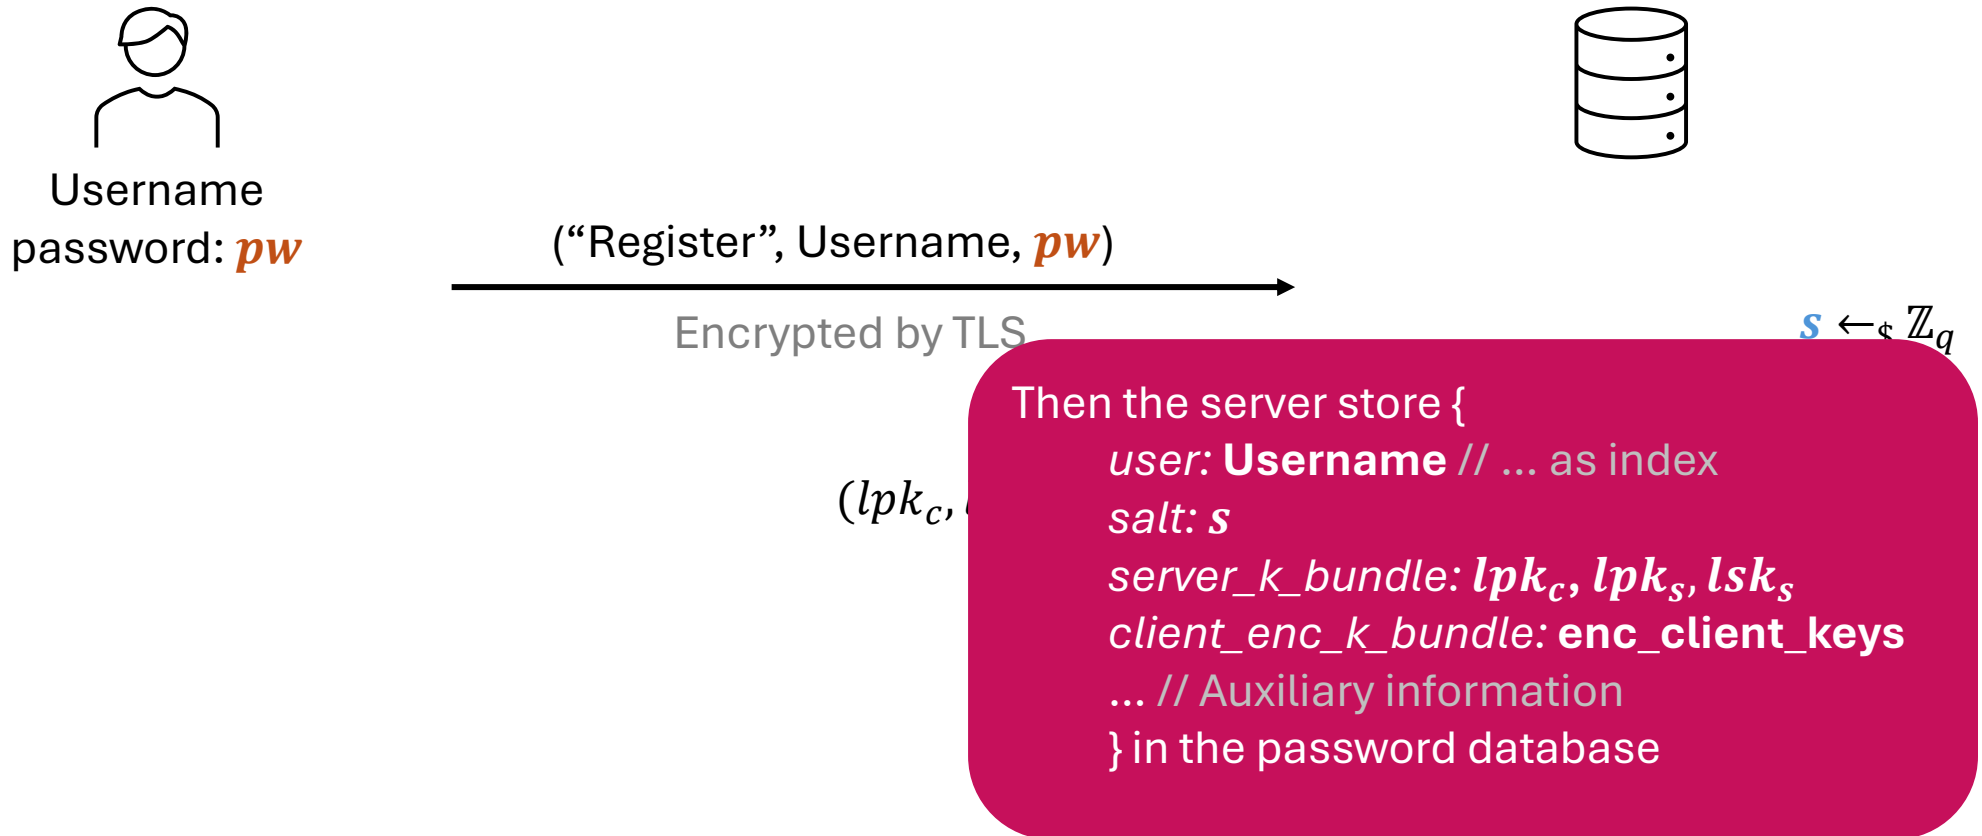 Username
password: pw
(“Register”, Username, pw)
Encrypted by TLS
s ←$ ℤq
(lpkc,
Then the server store {
user: Username // ... as index
salt: s
server_k_bundle: lpkc, lpks, lsks
client_enc_k_bundle: enc_client_keys
... // Auxiliary information
} in the password database